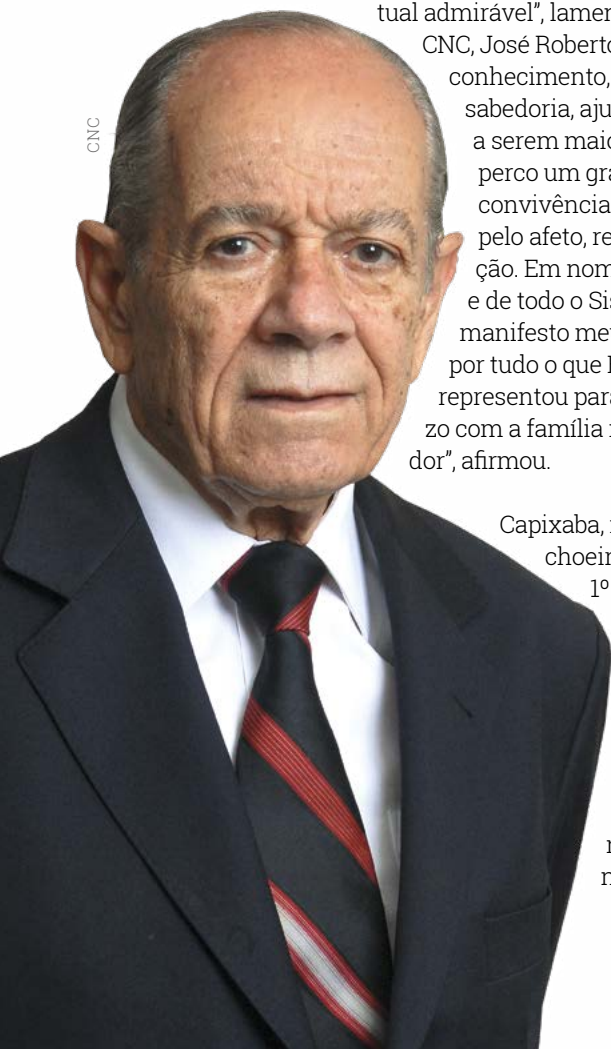 tual admirável”, lamen
CNC, José Roberto
conhecimento,
sabedoria, aju
a serem maio
perco um gra
convivência
pelo afeto, re
ção. Em nom
e de todo o Sis
manifesto meu
por tudo o que
representou para
zo com a família
dor”, afirmou.
Capixaba,
choeir
1º
CNC